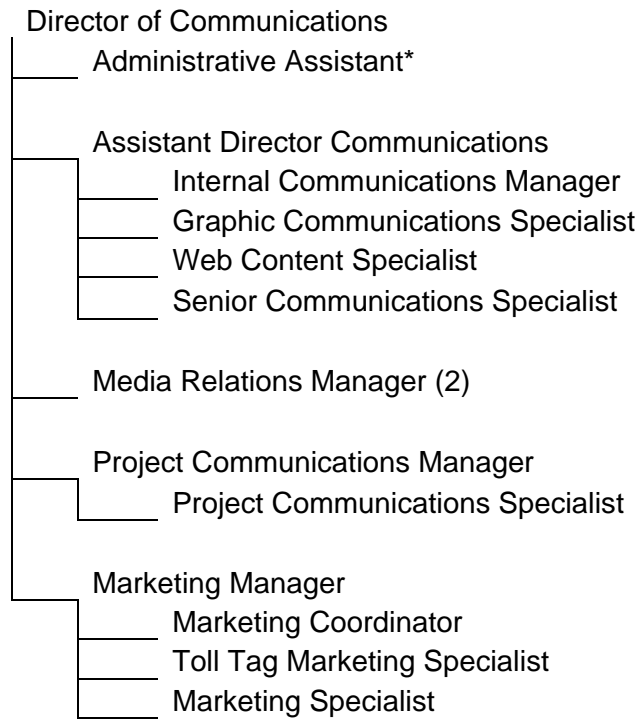 Director of Communications
Administrative Assistant*
Assistant Director Communications
Internal Communications Manager
Graphic Communications Specialist
Web Content Specialist
Senior Communications Specialist
Media Relations Manager (2)
Project Communications Manager
Project Communications Specialist
Marketing Manager
Marketing Coordinator
Toll Tag Marketing Specialist
Marketing Specialist